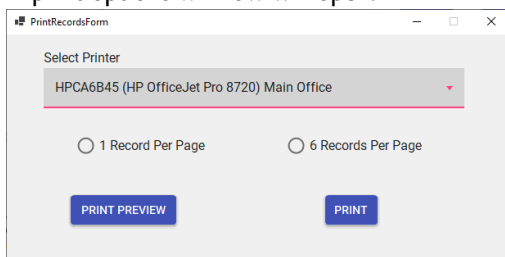 PrintRecordsForm
Select Printer
HPCA6B45 (HP OfficeJet Pro 8720) Main Office
1 Record Per Page 6 Records Per Page
PRINT PREVIEW PRINT